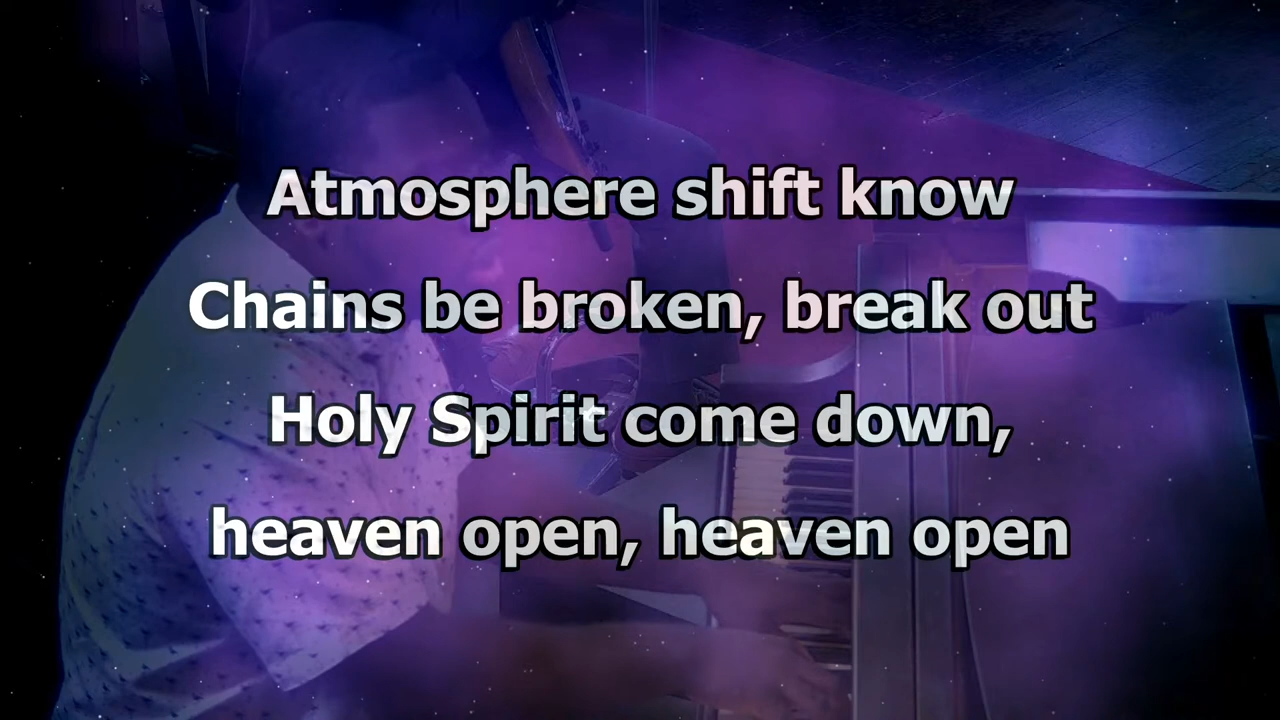 Atmosphere shift know
Chains be broken, break out
Holy Spirit come down,
heaven open, heaven open